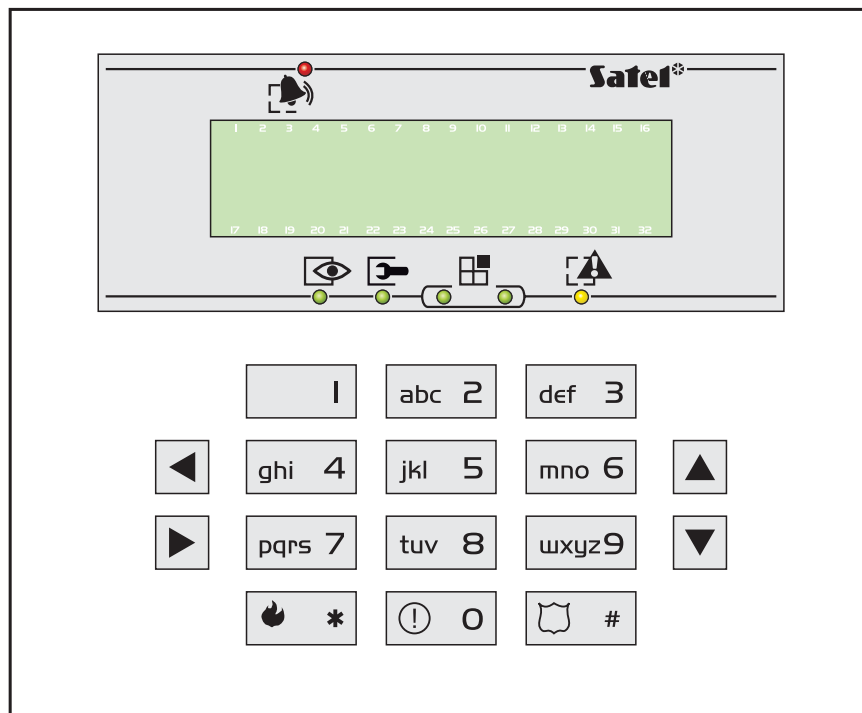 Satel
1 2 3 4 5 6 7 8 9 10 11 12 13 14 15 16
17 18 19 20 21 22 23 24 25 26 27 28 29 30 31 32
1 abc 2 def 3
ghi 4 jkl 5 mno 6
pqrs 7 tuv 8 wxyz 9
* ! 0 #